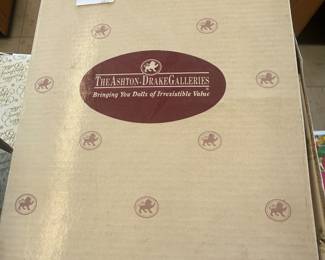 The Ashton-Drake Galleries
Bringing You Dolls of Irresistible Value